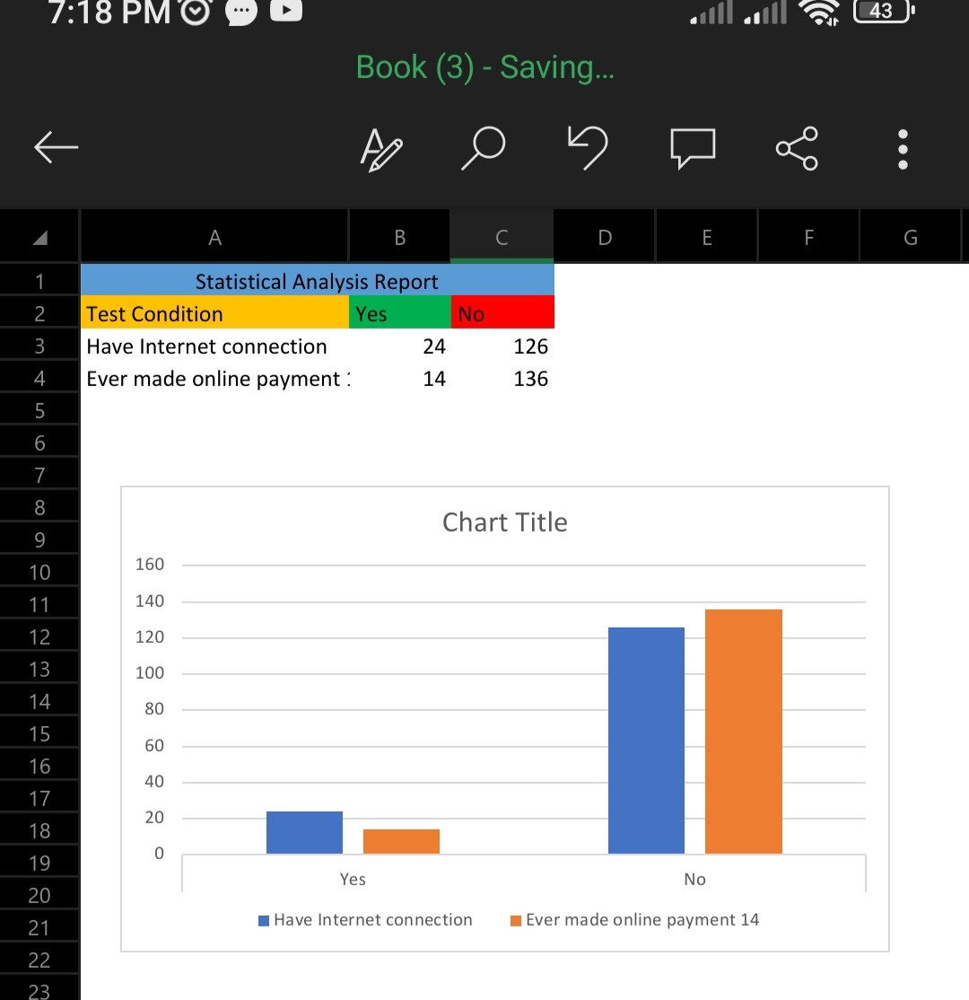 7:18 PM
43
Book (3) - Saving...
A B C D E F G
1 Statistical Analysis Report
2 Test Condition Yes No
3 Have Internet connection 24 126
4 Ever made online payment 14 136
5
6
7
8 Chart Title
9
10 160
11 140
12 120
13 100
14 80
15 60
16 40
17 20
18
19 0
20 Yes No
21 Have Internet connection Ever made online payment 14
22
23